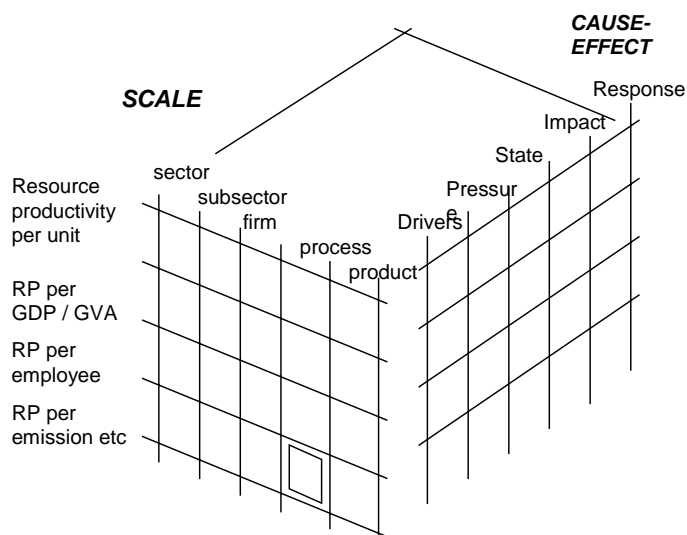 CAUSE-
EFFECT
SCALE
Response
Impact
State
Pressur
e
Drivers
sector
subsector
firm
process
product
Resource
productivity
per unit
RP per
GDP / GVA
RP per
employee
RP per
emission etc